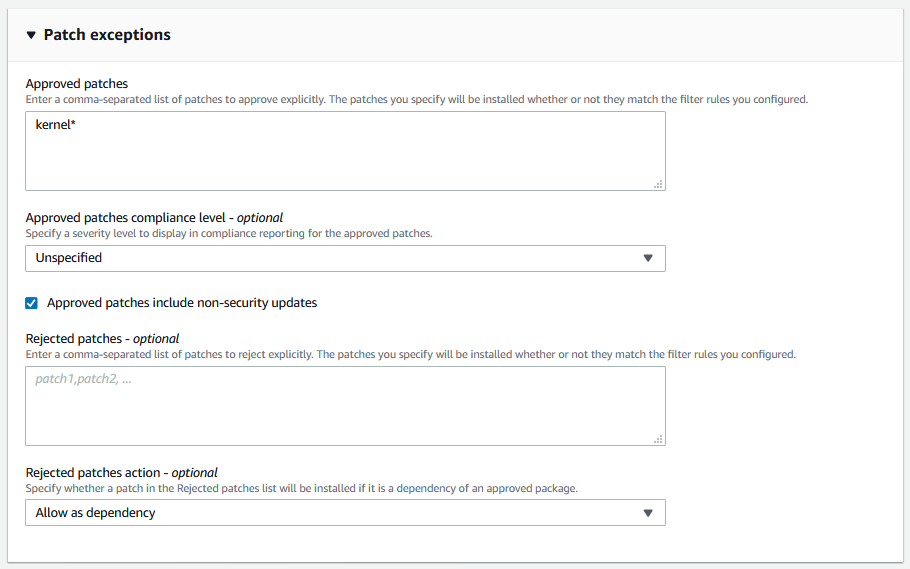 Patch exceptions
Approved patches
Enter a comma-separated list of patches to approve explicitly. The patches you specify will be installed whether or not they match the filter rules you configured.
kernel*
Approved patches compliance level - optional
Specify a severity level to display in compliance reporting for the approved patches.
Unspecified
Approved patches include non-security updates
Rejected patches - optional
Enter a comma-separated list of patches to reject explicitly. The patches you specify will be installed whether or not they match the filter rules you configured.
patch1,patch2, ...
Rejected patches action - optional
Specify whether a patch in the Rejected patches list will be installed if it is a dependency of an approved package.
Allow as dependency